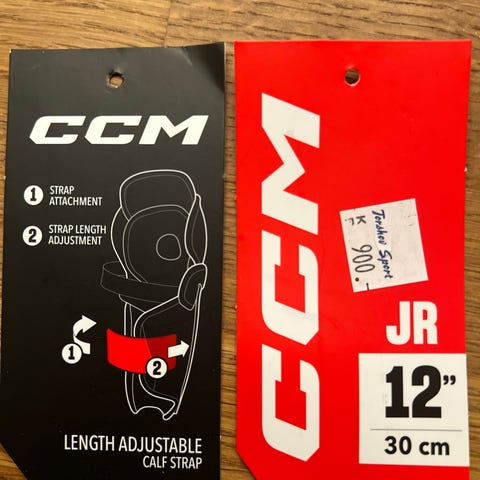 CCM
1 STRAP
ATTACHMENT
2 STRAP LENGTH
ADJUSTMENT
1
2
LENGTH ADJUSTABLE
CALF STRAP
CCM
Torshov Sport
K
F
900.-
JR
12”
30 cm